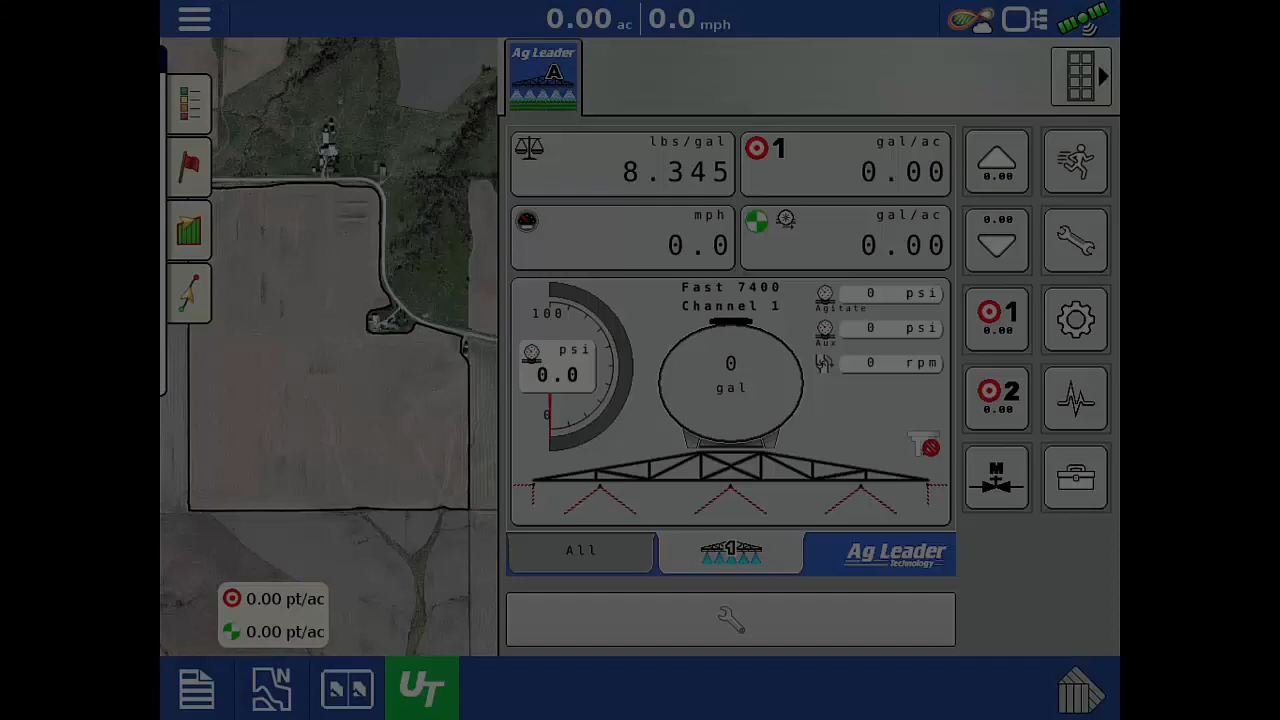 0.00 ac 0.0 mph
Ag Leader
A
lbs/gal
8.345
1 gal/ac
0.00
mph
0.0
gal/ac
0.00
0.00
0.00
1
0.00
2
0.00
M
Fast 7400
Channel 1
100
psi
0.0
0
0
gal
0 psi
Agitate
0 psi
Aux
0 rpm
All
1
Ag Leader
Technology
0.00 pt/ac
0.00 pt/ac
N
UT